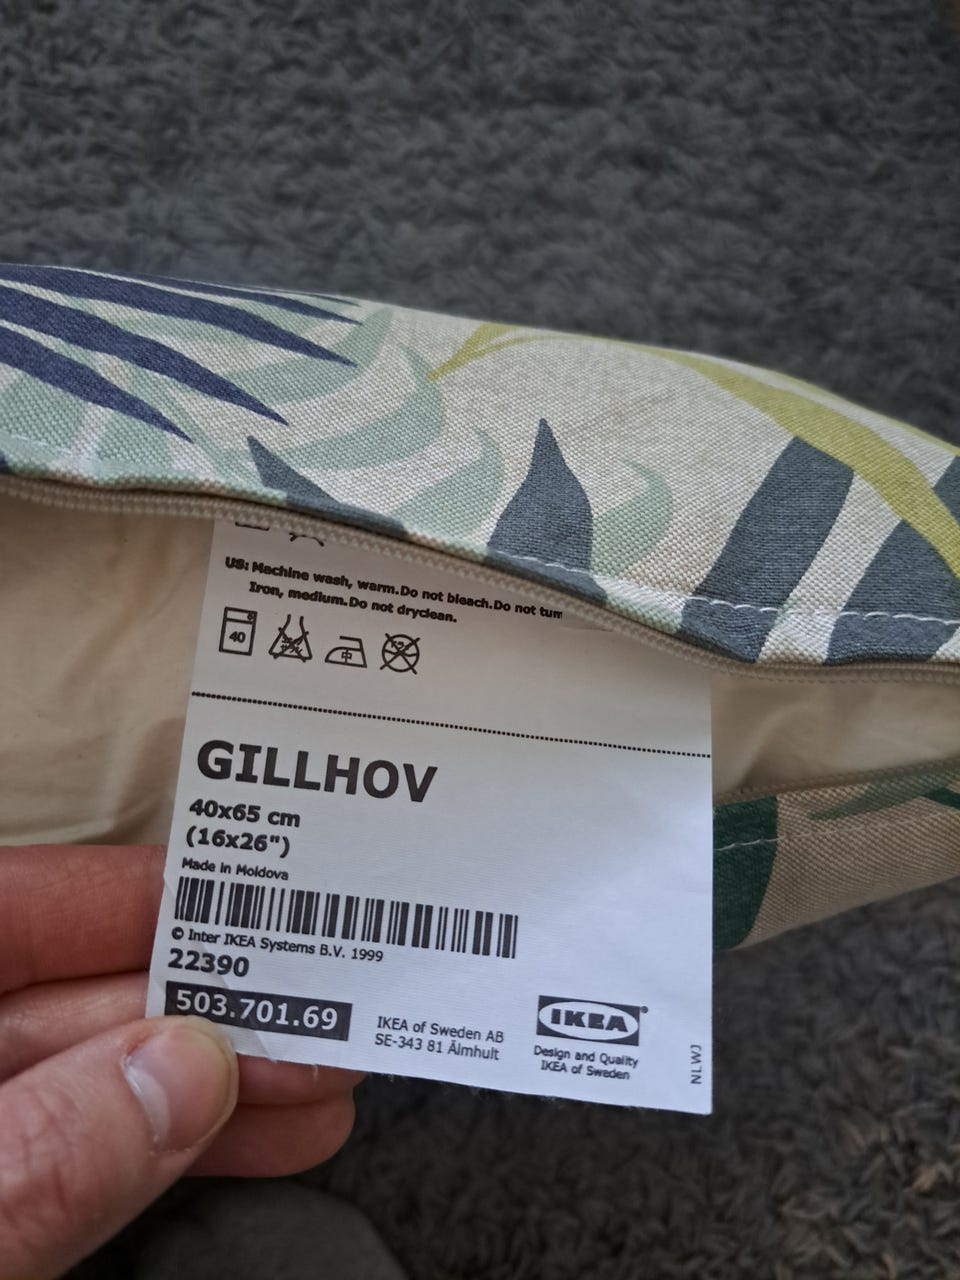 US: Machine wash, warm.Do not bleach.Do not tum
Iron, medium.Do not dryclean.
40
GILLHOV
40x65 cm
(16x26")
Made in Moldova
© Inter IKEA Systems B.V. 1999
22390
503.701.69
IKEA of Sweden AB
SE-343 81 Älmhult
IKEA®
Design and Quality
IKEA of Sweden
NLWJ